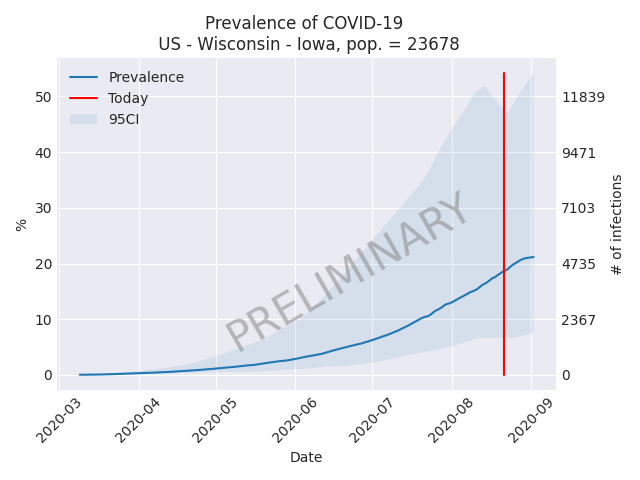 Prevalence of COVID-19
US - Wisconsin - Iowa, pop. = 23678
Prevalence
Today
95CI
50
40
30
20
10
0
%
11839
9471
7103
4735
2367
0
# of infections
PRELIMINARY
2020-03
2020-04
2020-05
2020-06
2020-07
2020-08
2020-09
Date